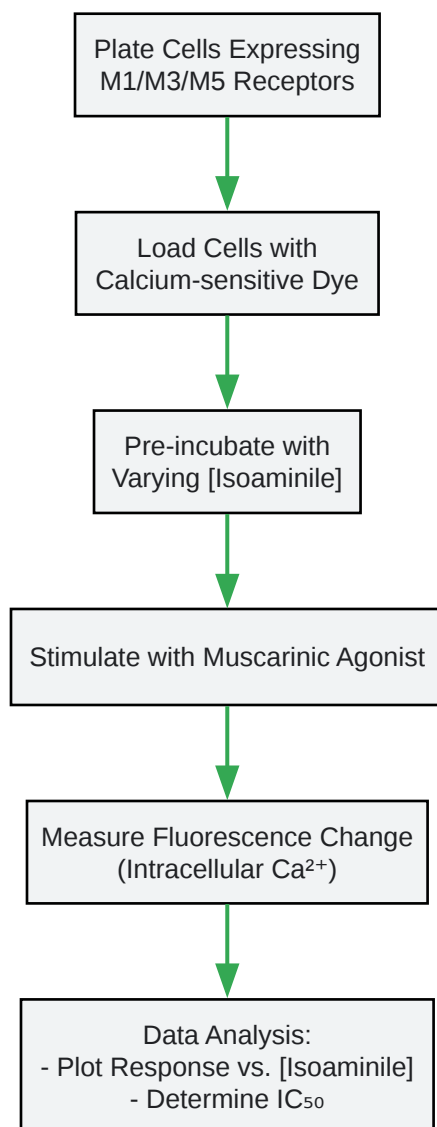 Plate Cells Expressing
M1/M3/M5 Receptors
Load Cells with
Calcium-sensitive Dye
Pre-incubate with
Varying [Isoaminile]
Stimulate with Muscarinic Agonist
Measure Fluorescence Change
(Intracellular Ca²⁺)
Data Analysis:
- Plot Response vs. [Isoaminile]
- Determine IC₅₀